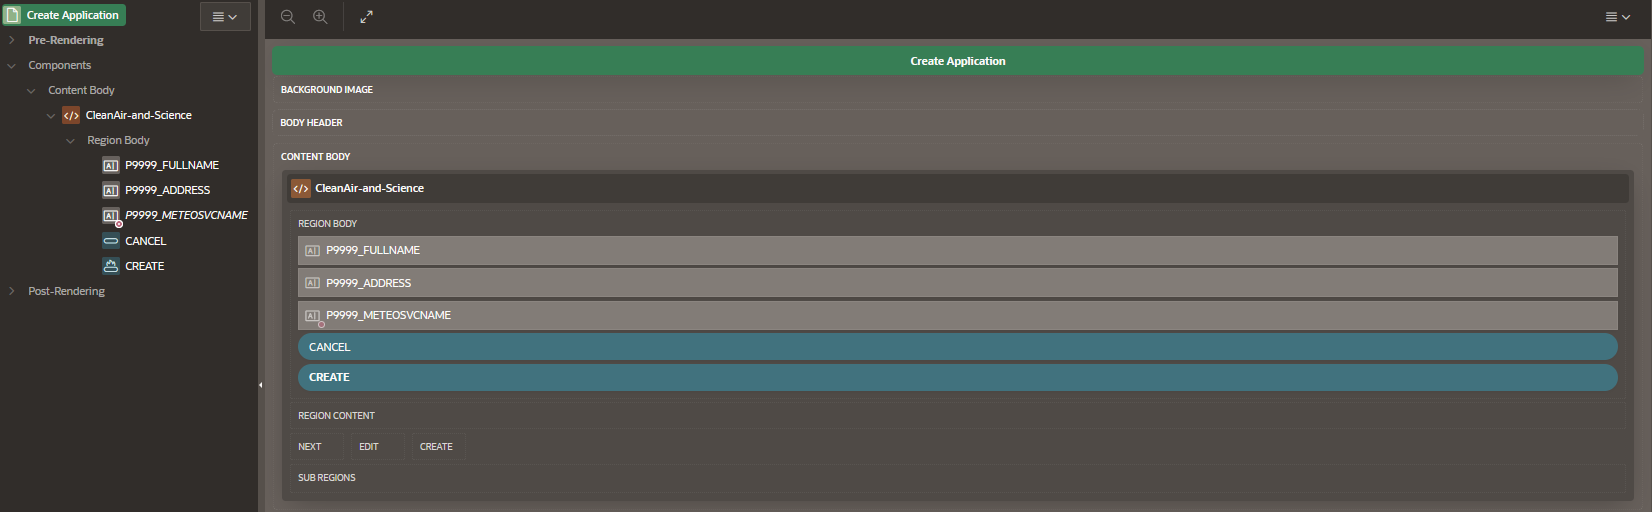 Create Application
Pre-Rendering
Components
Content Body
CleanAir-and-Science
Region Body
P9999_FULLNAME
P9999_ADDRESS
P9999_METEOSVCNAME
CANCEL
CREATE
Post-Rendering
Create Application
BACKGROUND IMAGE
BODY HEADER
CONTENT BODY
CleanAir-and-Science
REGION BODY
P9999_FULLNAME
P9999_ADDRESS
P9999_METEOSVCNAME
CANCEL
CREATE
REGION CONTENT
NEXT EDIT CREATE
SUB REGIONS